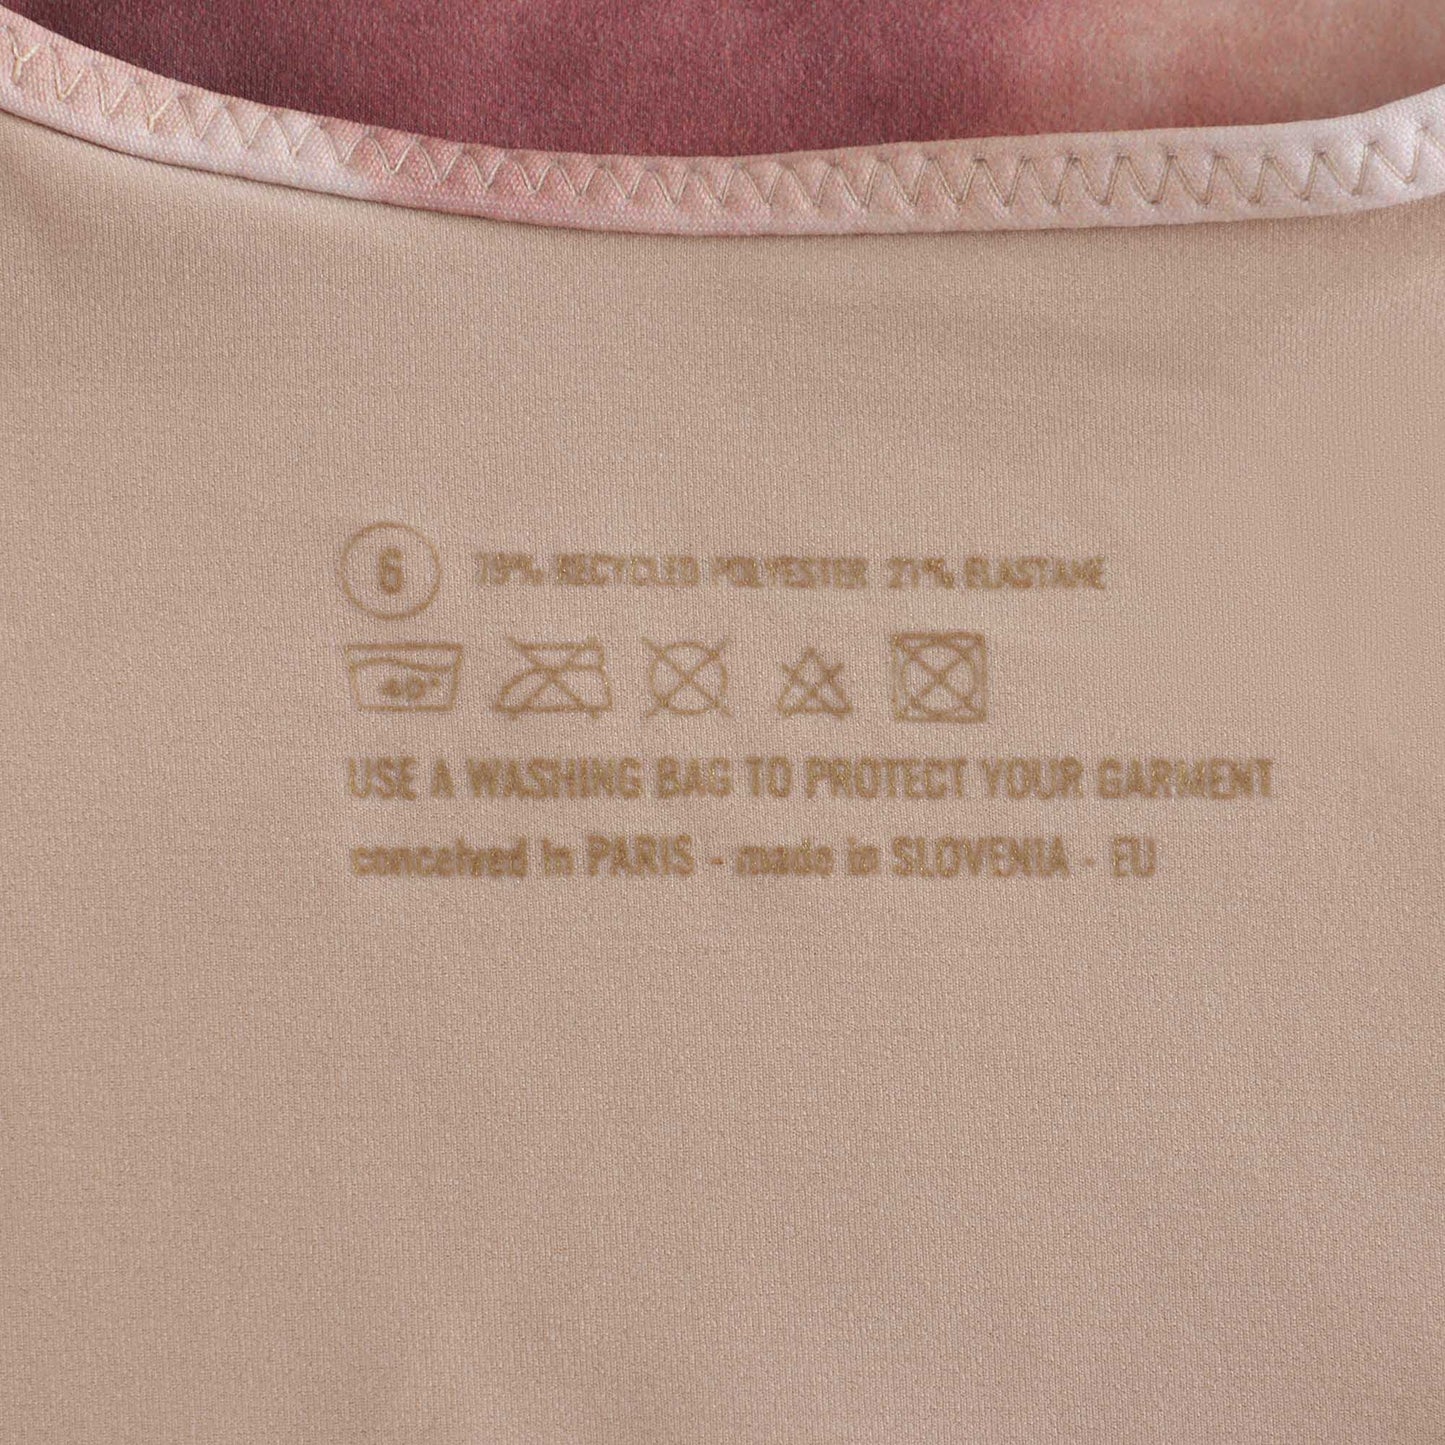 6 79% RECYCLED POLYESTER 21% ELASTANE
40°
USE A WASHING BAG TO PROTECT YOUR GARMENT
conceived in PARIS - made in SLOVENIA - EU